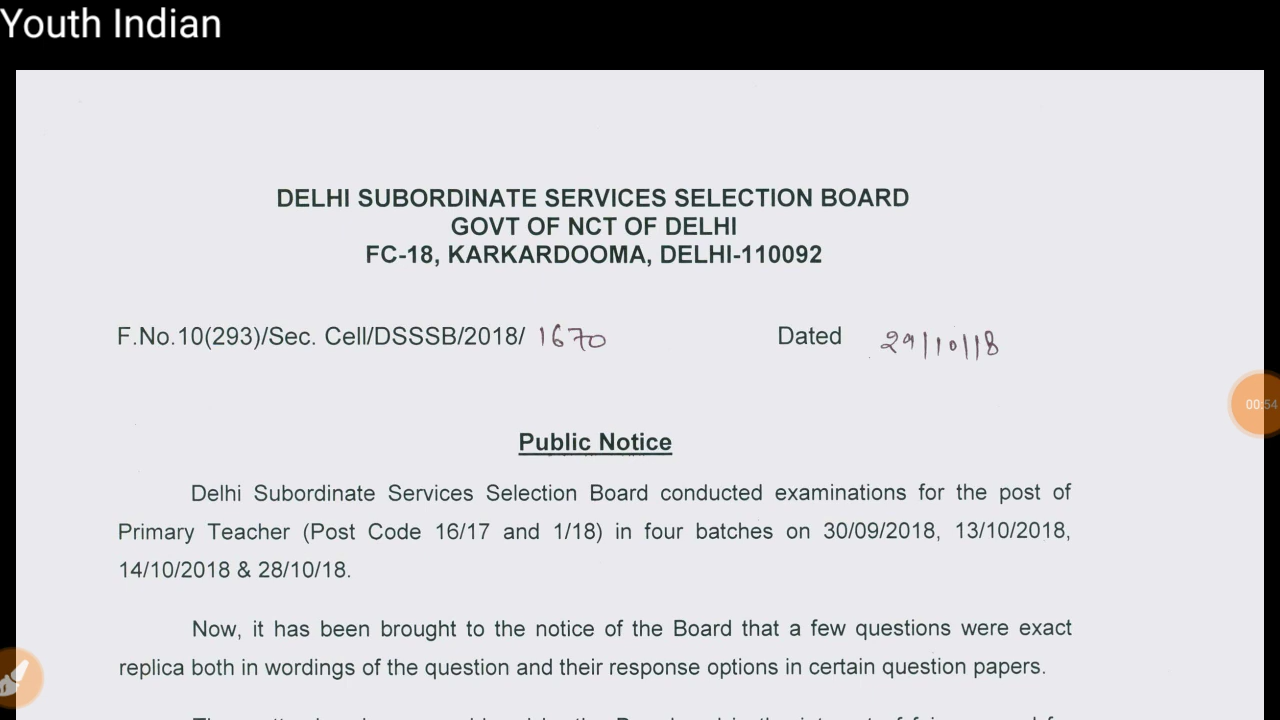 Youth Indian
DELHI SUBORDINATE SERVICES SELECTION BOARD
GOVT OF NCT OF DELHI
FC-18, KARKARDOOMA, DELHI-110092
F.No.10(293)/Sec. Cell/DSSSB/2018/ 1670 Dated 29/10/18
Public Notice
Delhi Subordinate Services Selection Board conducted examinations for the post of
Primary Teacher (Post Code 16/17 and 1/18) in four batches on 30/09/2018, 13/10/2018,
14/10/2018 & 28/10/18.
Now, it has been brought to the notice of the Board that a few questions were exact
replica both in wordings of the question and their response options in certain question papers.
00:54